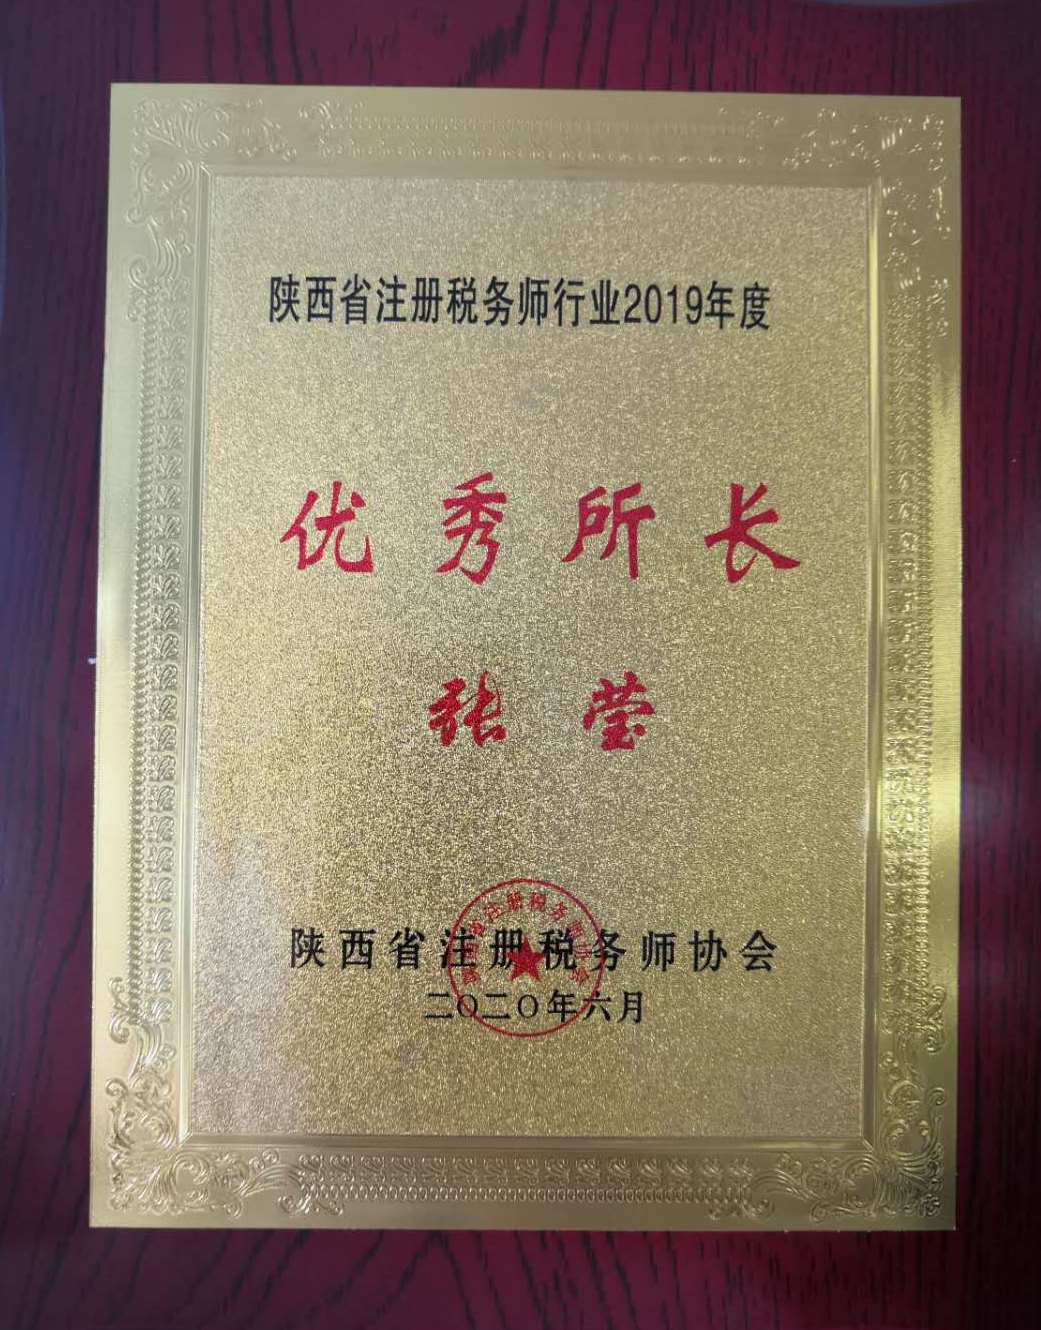 陕西省注册税务师行业2019年度
优秀所长
张莹
陕西省注册税务师协会
二〇二〇年六月